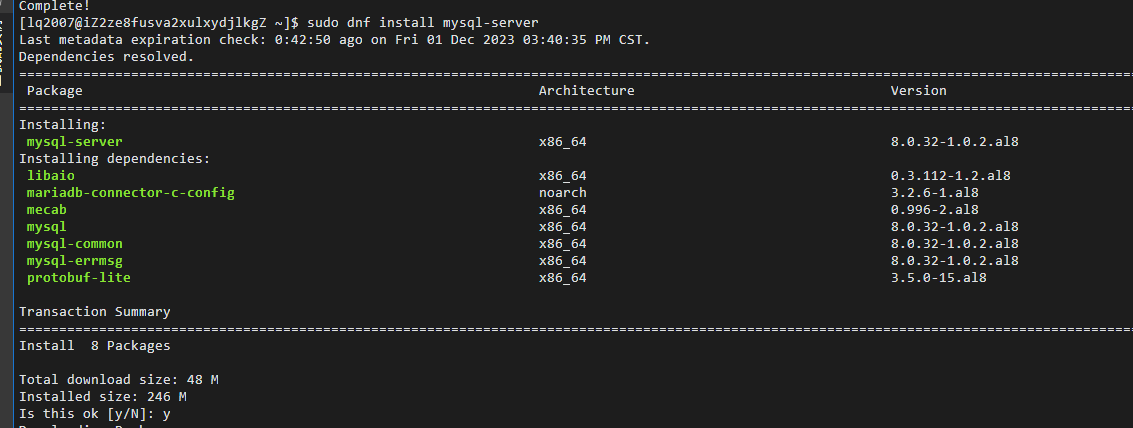 Complete!
[lq2007@iZ2ze8fusva2xulxydjlkgZ ~]$ sudo dnf install mysql-server
Last metadata expiration check: 0:42:50 ago on Fri 01 Dec 2023 03:40:35 PM CST.
Dependencies resolved.
Package Architecture Version
Installing:
mysql-server x86_64 8.0.32-1.0.2.al8
Installing dependencies:
libaio x86_64 0.3.112-1.2.al8
mariadb-connector-c-config noarch 3.2.6-1.al8
mecab x86_64 0.996-2.al8
mysql x86_64 8.0.32-1.0.2.al8
mysql-common x86_64 8.0.32-1.0.2.al8
mysql-errmsg x86_64 8.0.32-1.0.2.al8
protobuf-lite x86_64 3.5.0-15.al8
Transaction Summary
Install 8 Packages
Total download size: 48 M
Installed size: 246 M
Is this ok [y/N]: y